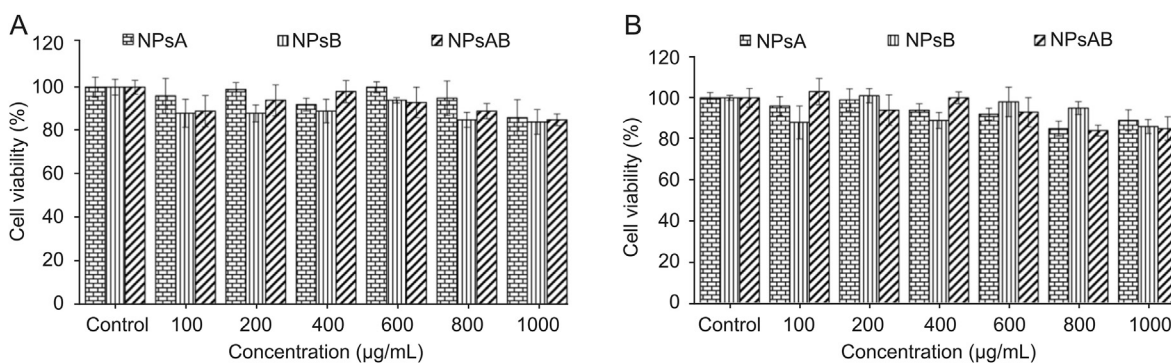 A
NPsA NPsB NPsAB
120
100
80
60
40
20
0
Cell viability (%)
Control 100 200 400 600 800 1000
Concentration (µg/mL)
B
NPsA NPsB NPsAB
120
100
80
60
40
20
0
Cell viability (%)
Control 100 200 400 600 800 1000
Concentration (µg/mL)